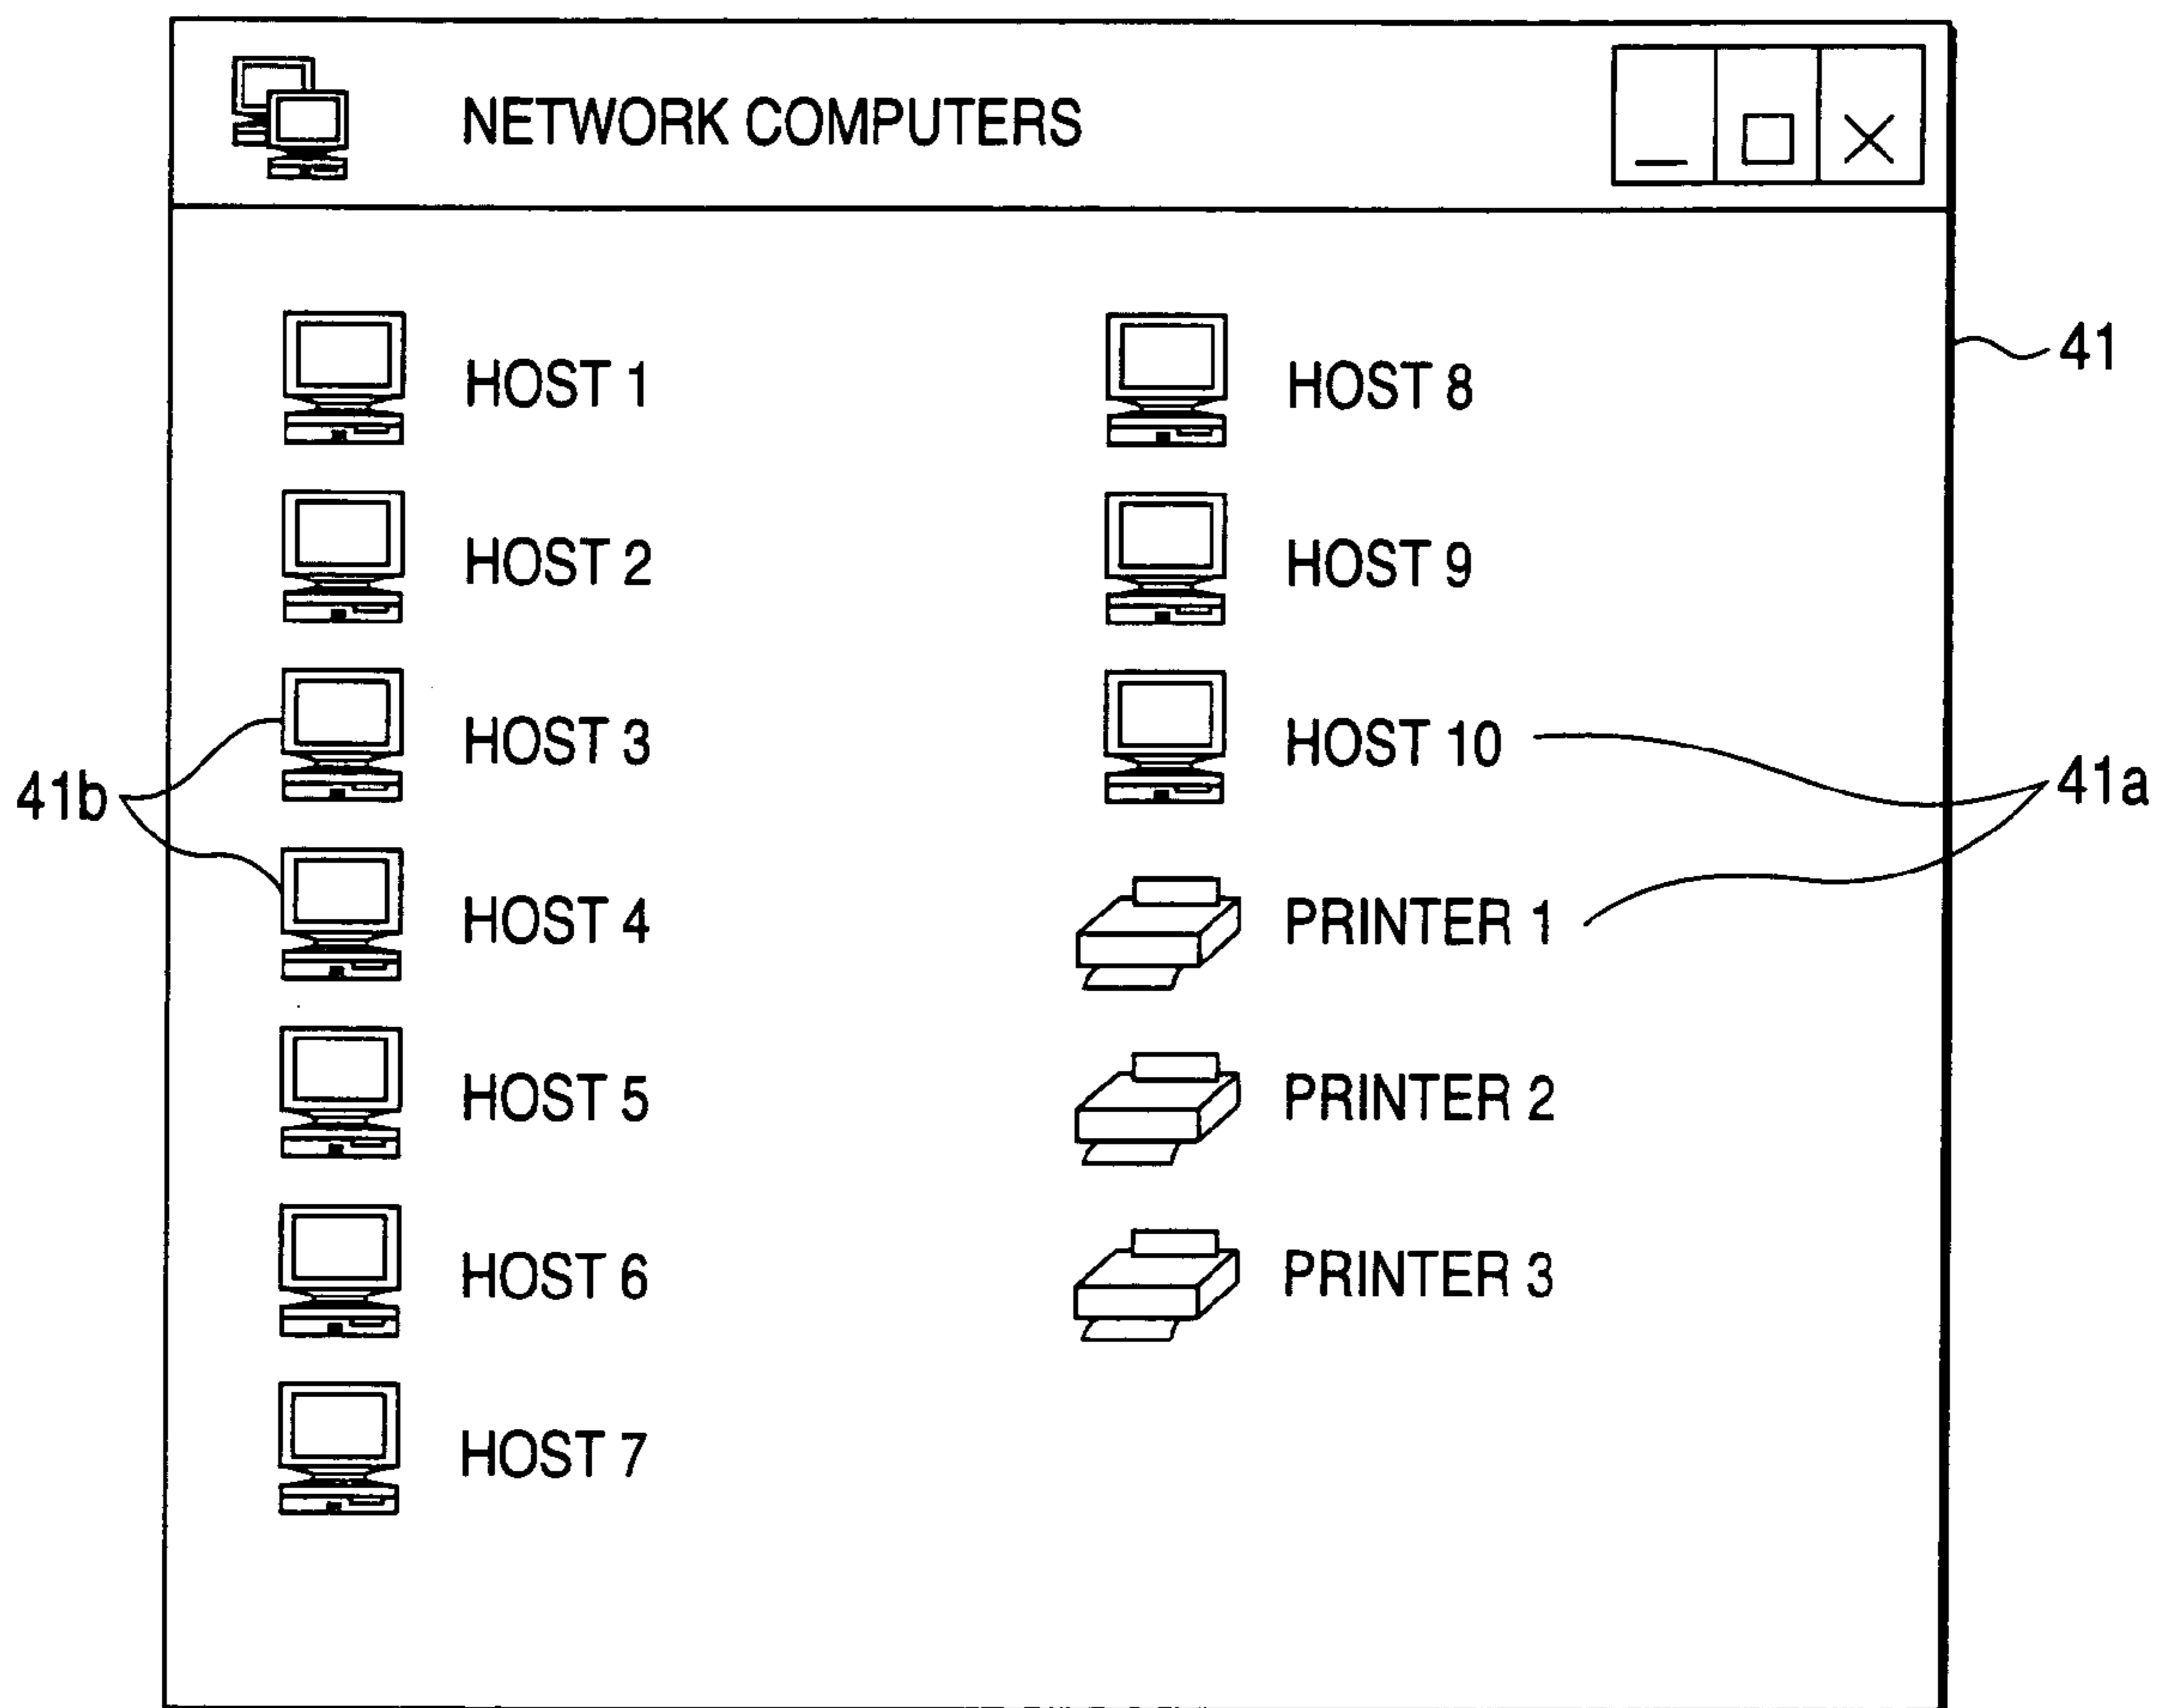 NETWORK COMPUTERS
HOST 1
HOST 2
HOST 3
HOST 4
HOST 5
HOST 6
HOST 7
HOST 8
HOST 9
HOST 10
PRINTER 1
PRINTER 2
PRINTER 3
41
41a
41b